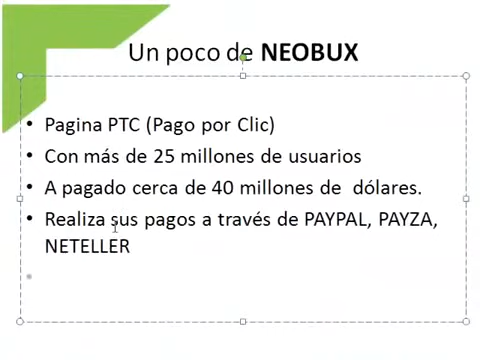 Un poco de NEOBUX
• Pagina PTC (Pago por Clic)
• Con más de 25 millones de usuarios
• A pagado cerca de 40 millones de  dólares.
• Realiza sus pagos a través de PAYPAL, PAYZA,
NETELLER